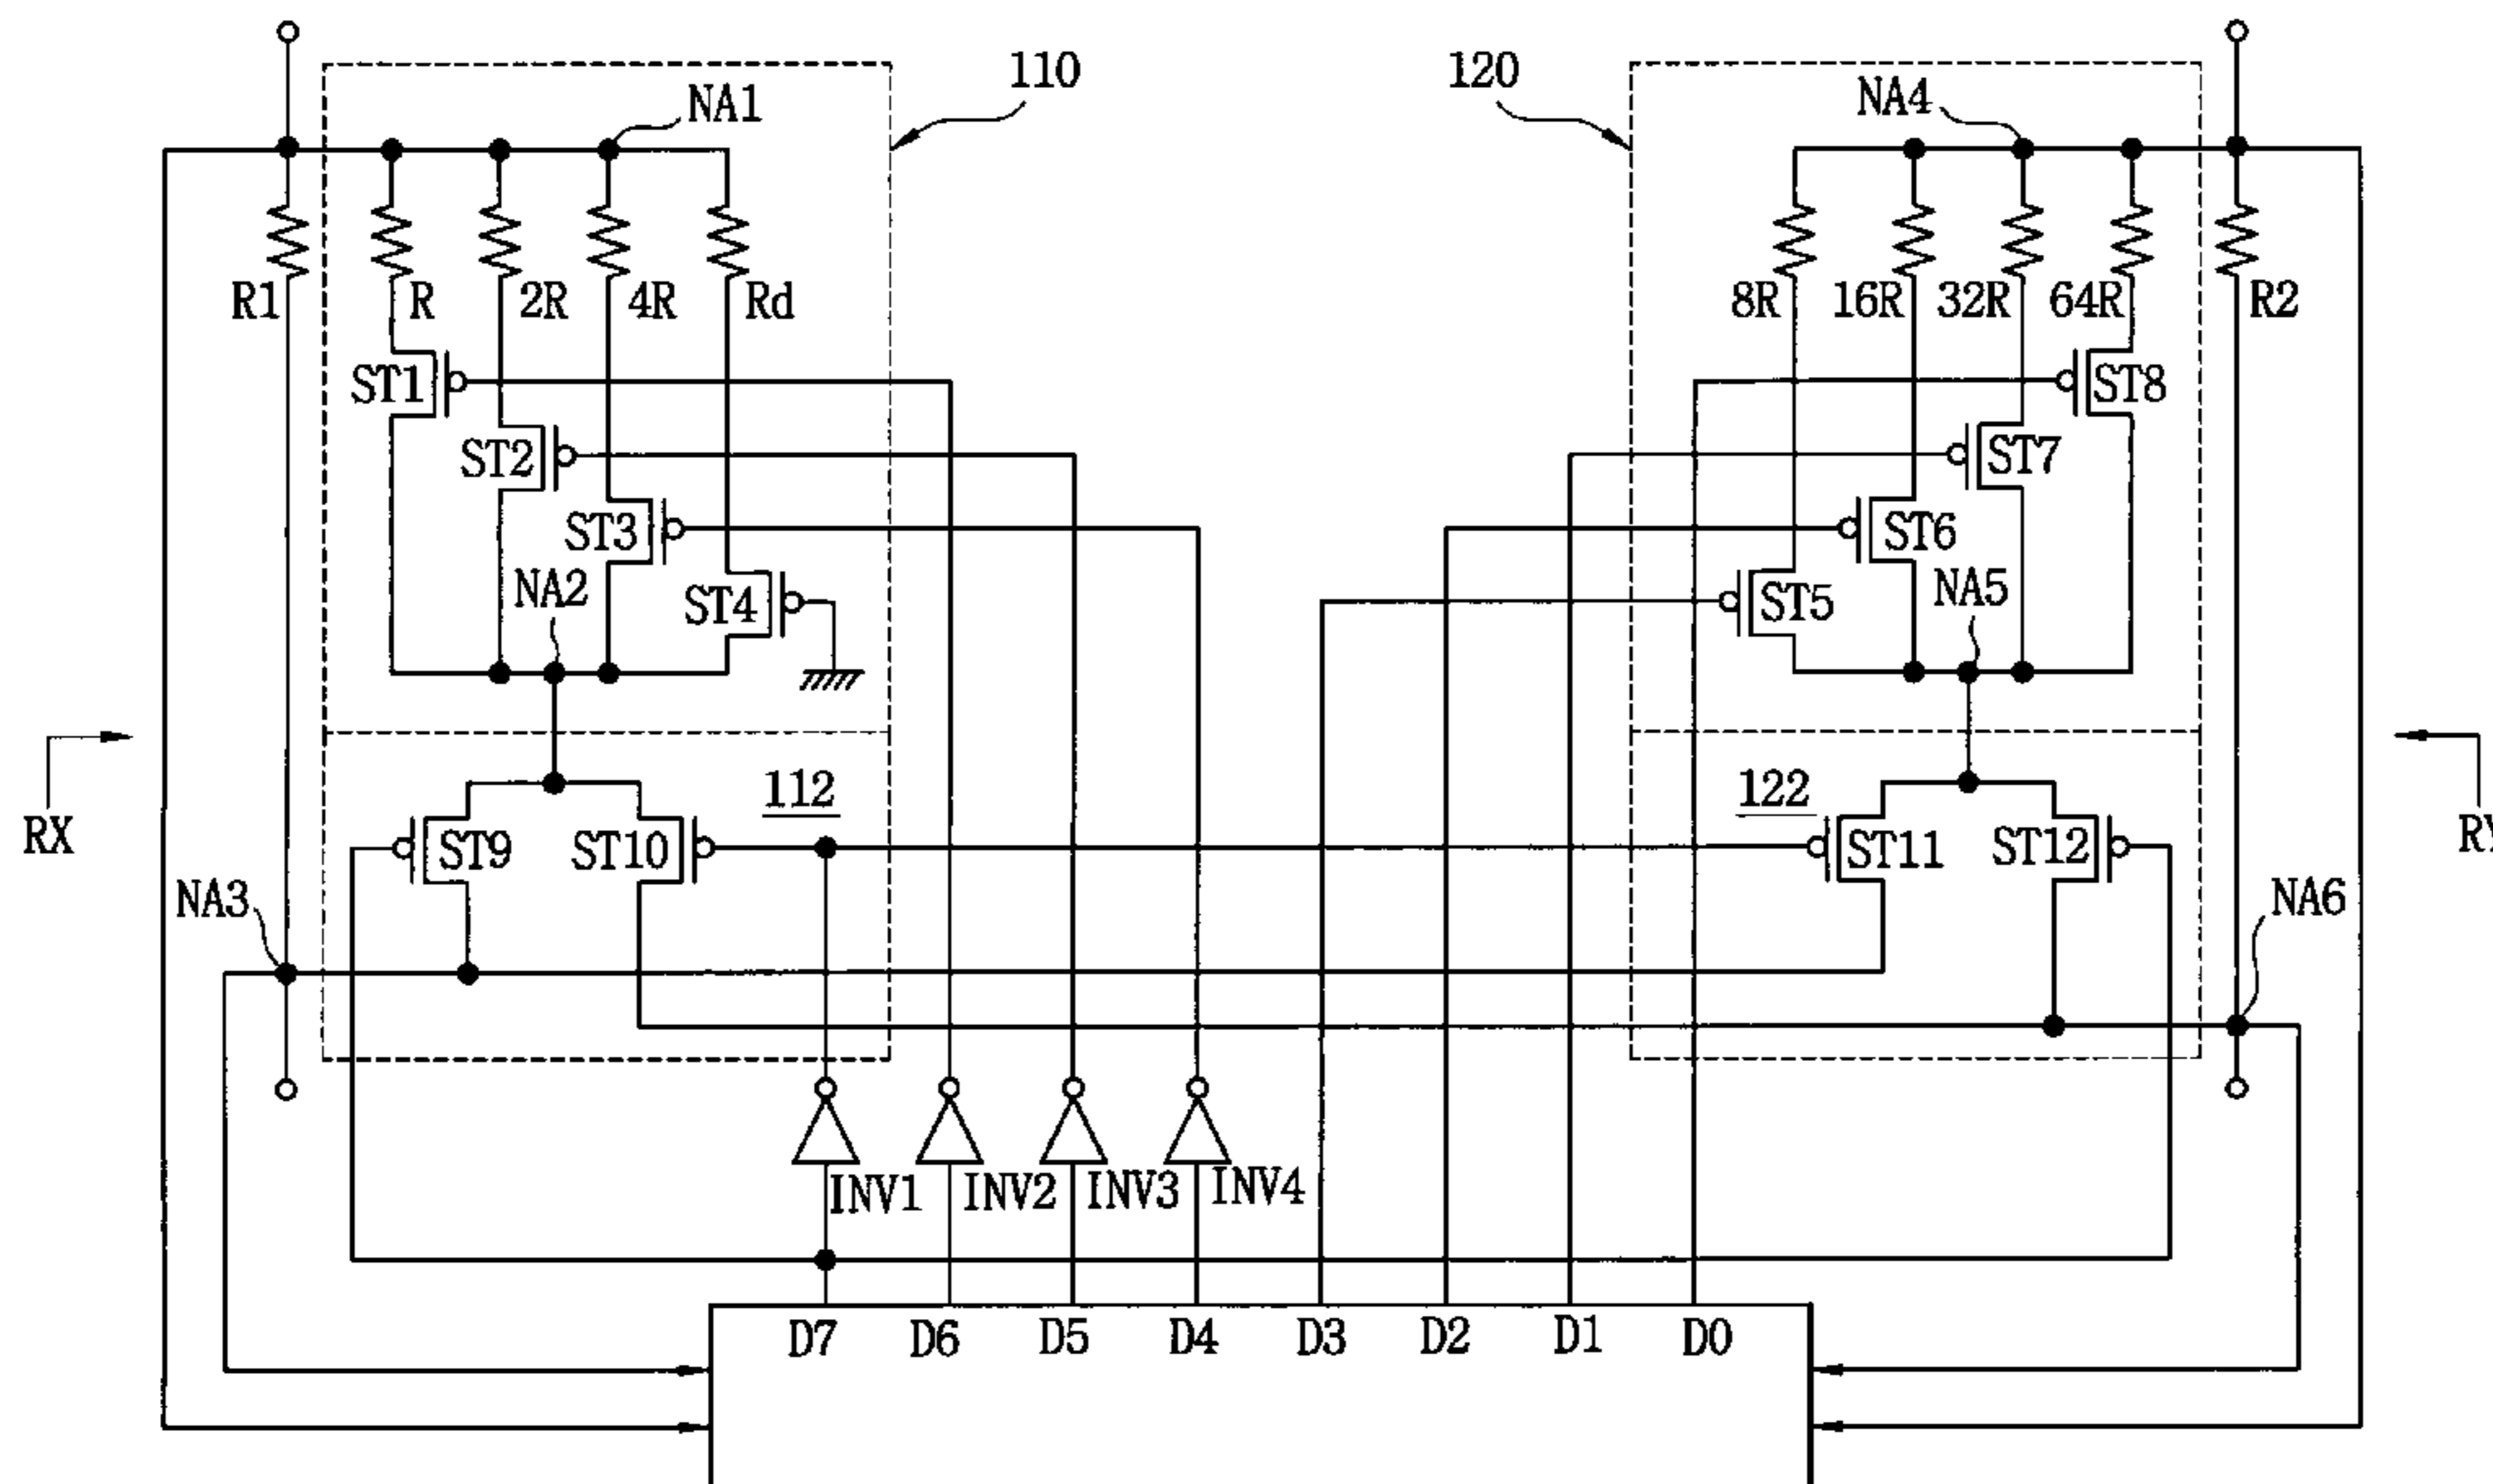 110
120
NA1
NA4
R1
R
2R
4R
Rd
8R
16R
32R
64R
R2
ST1
ST8
ST2
ST7
ST3
ST6
NA2
ST4
ST5
NA5
112
122
RX
ST9
ST10
ST11
ST12
NA3
NA6
INV1
INV2
INV3
INV4
D7
D6
D5
D4
D3
D2
D1
D0